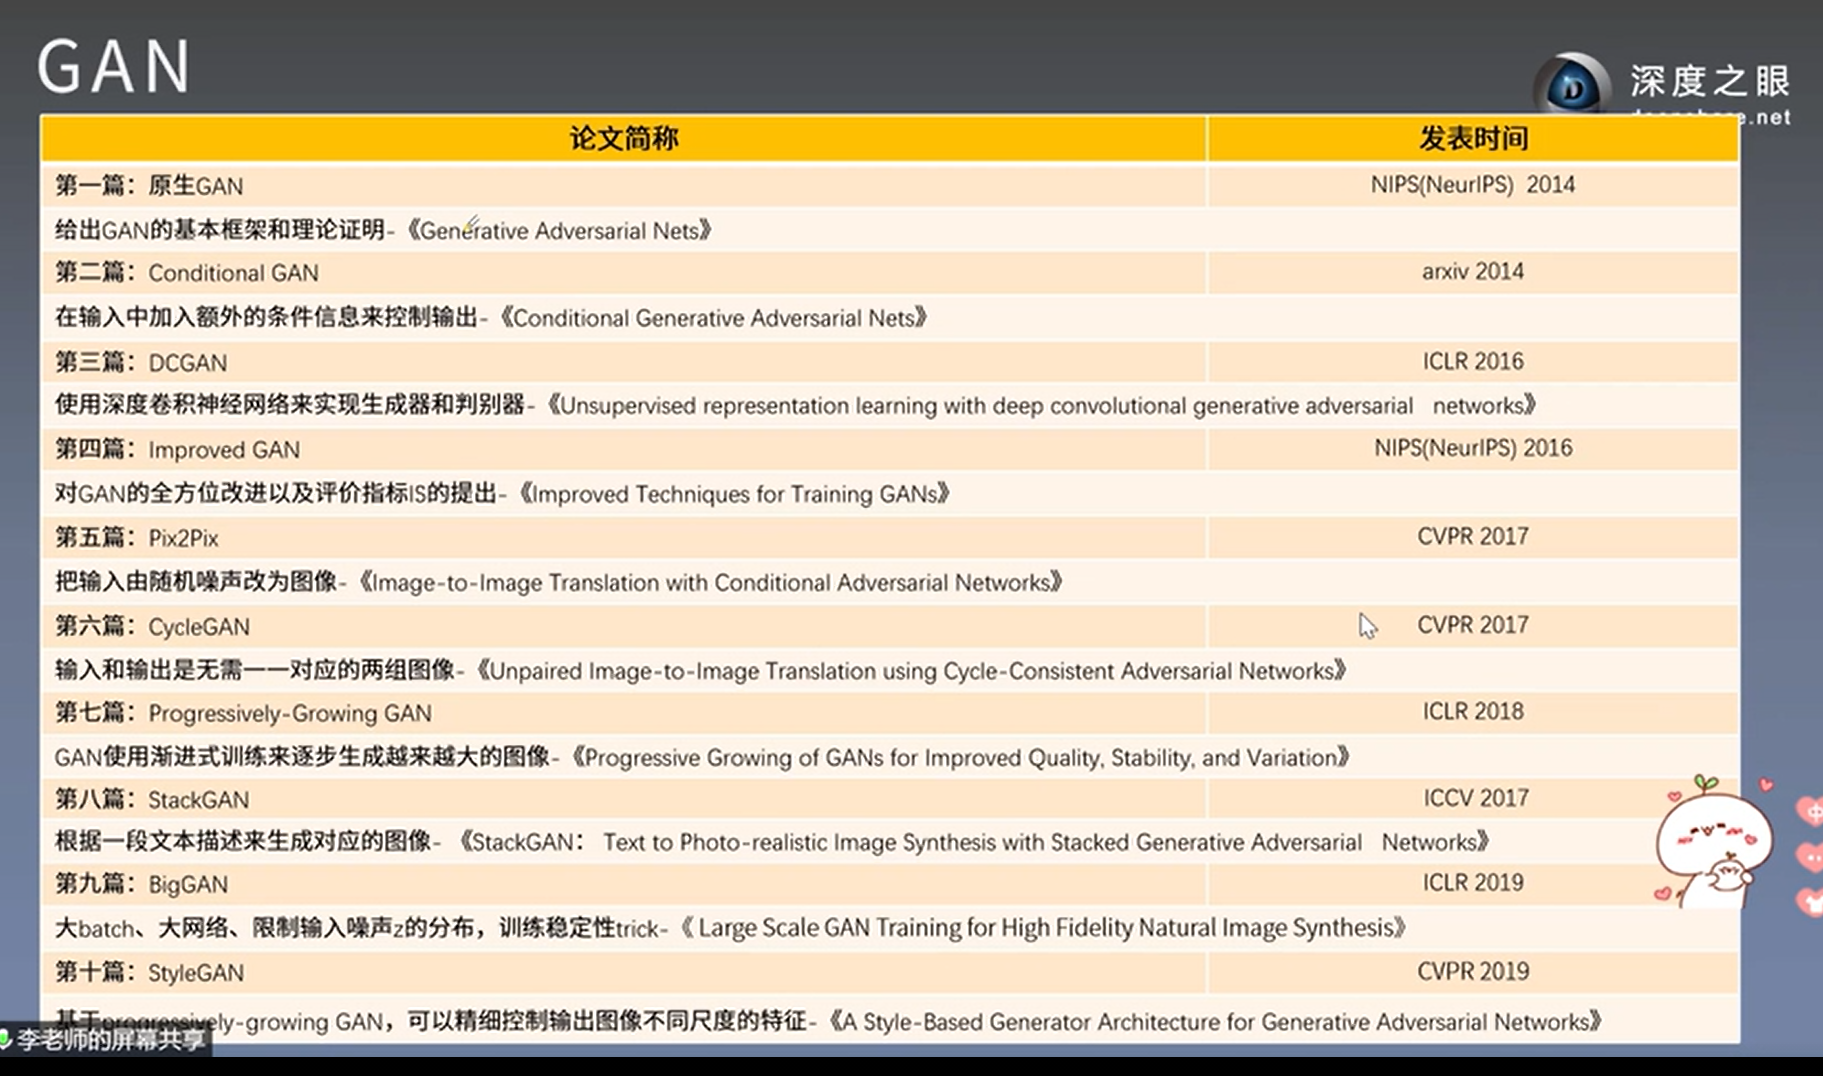 GAN
深度之眼
e.net
论文简称 发表时间
第一篇：原生GAN NIPS(NeurIPS) 2014
给出GAN的基本框架和理论证明-《Generative Adversarial Nets》
第二篇：Conditional GAN arxiv 2014
在输入中加入额外的条件信息来控制输出-《Conditional Generative Adversarial Nets》
第三篇：DCGAN ICLR 2016
使用深度卷积神经网络来实现生成器和判别器-《Unsupervised representation learning with deep convolutional generative adversarial networks》
第四篇：Improved GAN NIPS(NeurIPS) 2016
对GAN的全方位改进以及评价指标IS的提出-《Improved Techniques for Training GANs》
第五篇：Pix2Pix CVPR 2017
把输入由随机噪声改为图像-《Image-to-Image Translation with Conditional Adversarial Networks》
第六篇：CycleGAN CVPR 2017
输入和输出是无需一一对应的两组图像-《Unpaired Image-to-Image Translation using Cycle-Consistent Adversarial Networks》
第七篇：Progressively-Growing GAN ICLR 2018
GAN使用渐进式训练来逐步生成越来越大的图像-《Progressive Growing of GANs for Improved Quality, Stability, and Variation》
第八篇：StackGAN ICCV 2017
根据一段文本描述来生成对应的图像-《StackGAN： Text to Photo-realistic Image Synthesis with Stacked Generative Adversarial Networks》
第九篇：BigGAN ICLR 2019
大batch、大网络、限制输入噪声z的分布，训练稳定性trick-《 Large Scale GAN Training for High Fidelity Natural Image Synthesis》
第十篇：StyleGAN CVPR 2019
基于progressively-growing GAN，可以精细控制输出图像不同尺度的特征-《A Style-Based Generator Architecture for Generative Adversarial Networks》
李老师的屏幕共享
中